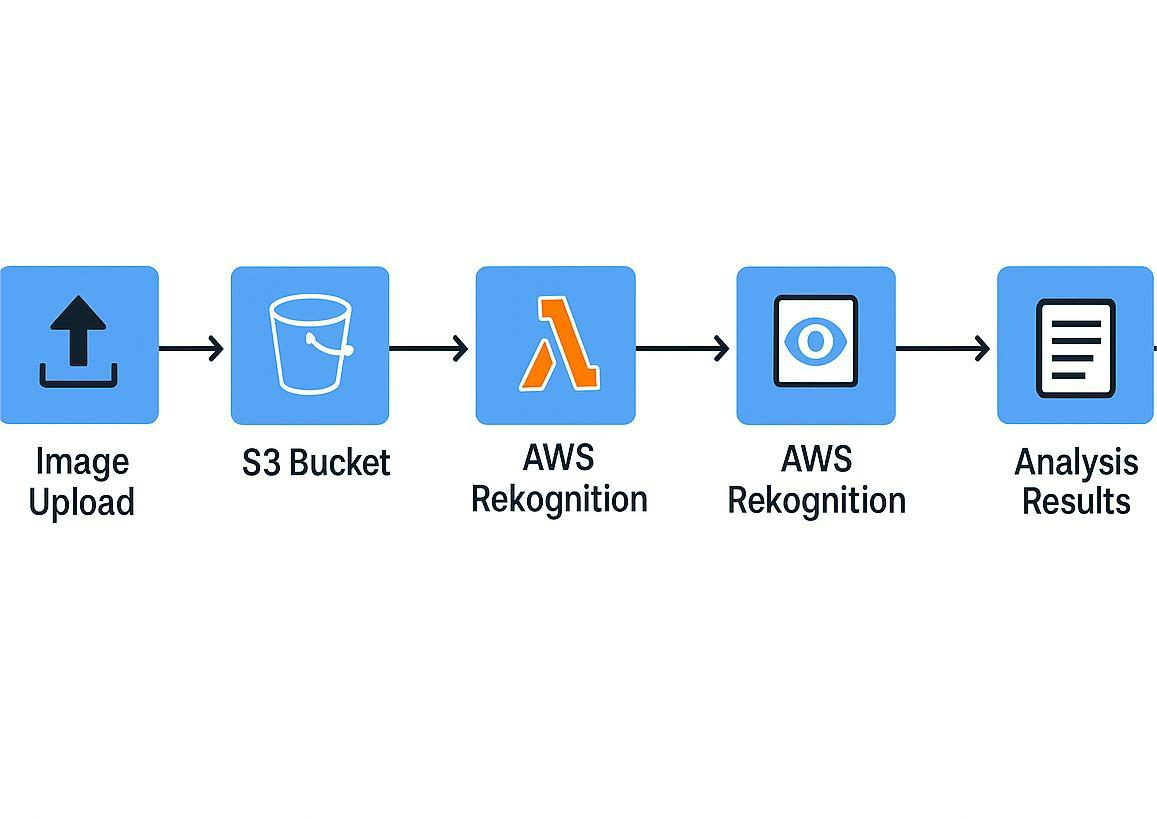 Image
Upload
S3 Bucket
AWS
Rekognition
AWS
Rekognition
Analysis
Results